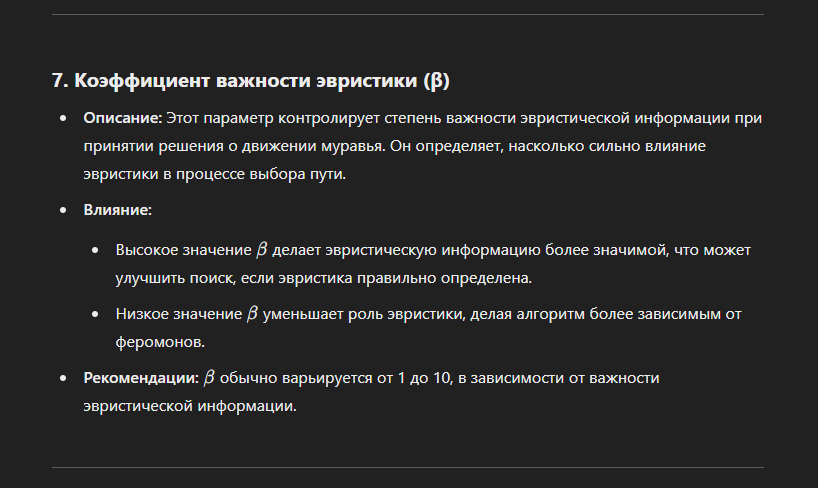 7. Коэффициент важности эвристики (β)
• Описание: Этот параметр контролирует степень важности эвристической информации при
принятии решения о движении муравья. Он определяет, насколько сильно влияние
эвристики в процессе выбора пути.
• Влияние:
• Высокое значение β делает эвристическую информацию более значимой, что может
улучшить поиск, если эвристика правильно определена.
• Низкое значение β уменьшает роль эвристики, делая алгоритм более зависимым от
феромонов.
• Рекомендации: β обычно варьируется от 1 до 10, в зависимости от важности
эвристической информации.